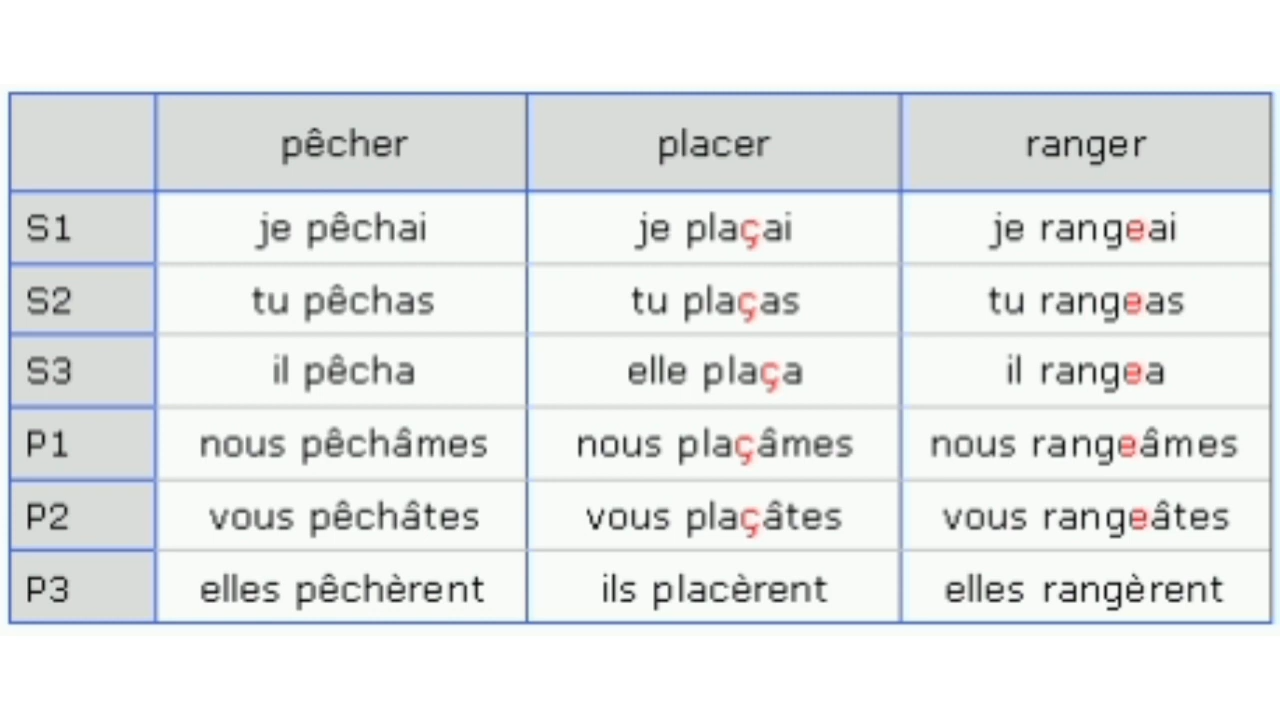 pêcher placer ranger
S1 je pêchai je plaçai je rangeai
S2 tu pêchas tu plaças tu rangeas
S3 il pêcha elle plaça il rangea
P1 nous pêchâmes nous plaçâmes nous rangeâmes
P2 vous pêchâtes vous plaçâtes vous rangeâtes
P3 elles pêchèrent ils placèrent elles rangèrent